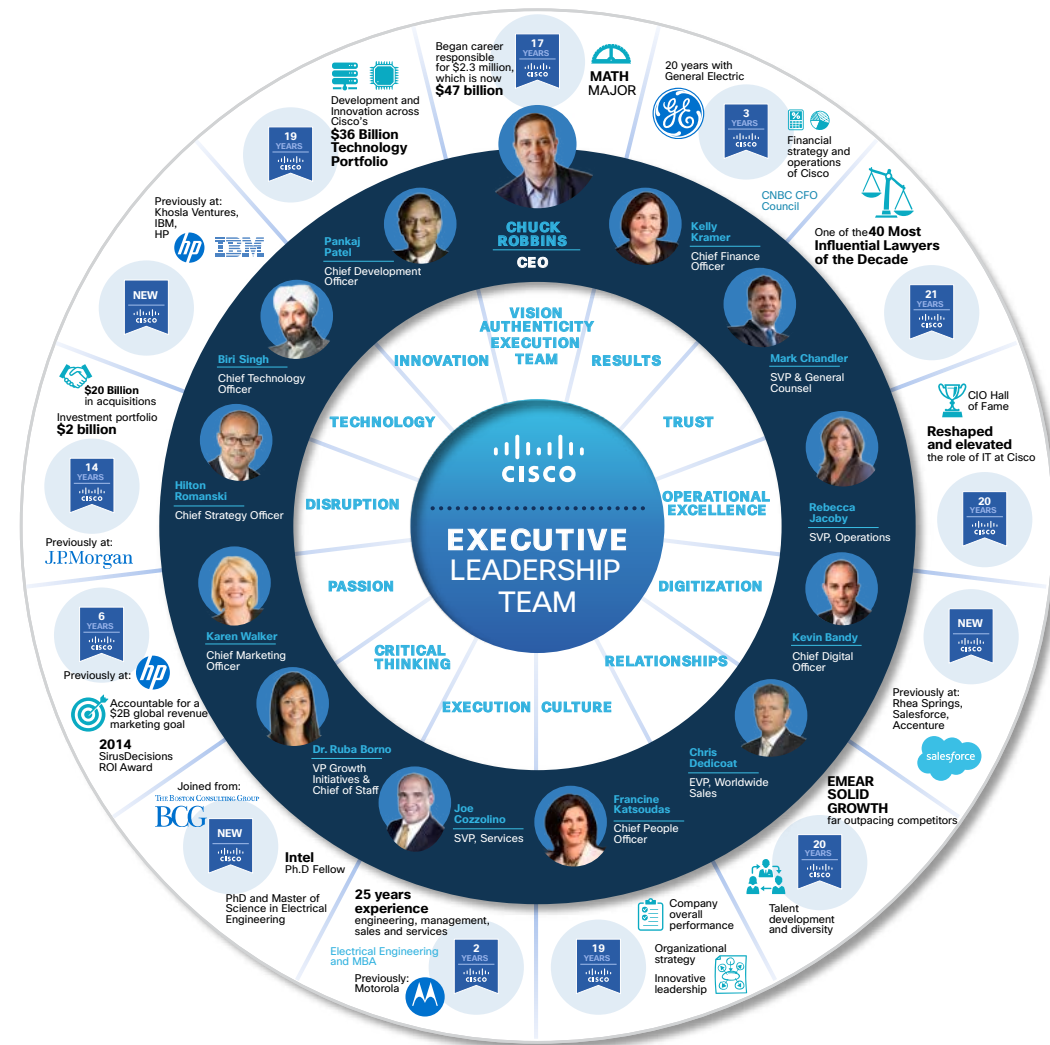 CISCO
EXECUTIVE
LEADERSHIP
TEAM
VISION
AUTHENTICITY
EXECUTION
TEAM
RESULTS
TRUST
OPERATIONAL
EXCELLENCE
DIGITIZATION
RELATIONSHIPS
CULTURE
EXECUTION
CRITICAL
THINKING
PASSION
DISRUPTION
TECHNOLOGY
INNOVATION
CHUCK
ROBBINS
CEO
Began career
responsible
for $2.3 million,
which is now
$47 billion
17
YEARS
CISCO
MATH
MAJOR
Kelly
Kramer
Chief Finance
Officer
20 years with
General Electric
GE
3
YEARS
CISCO
%
Financial
strategy and
operations
of Cisco
CNBC CFO
Council
Mark Chandler
SVP & General
Counsel
One of the 40 Most
Influential Lawyers
of the Decade
21
YEARS
CISCO
Rebecca
Jacoby
SVP, Operations
CIO Hall
of Fame
Reshaped
and elevated
the role of IT at Cisco
20
YEARS
CISCO
Kevin Bandy
Chief Digital
Officer
NEW
CISCO
Previously at:
Rhea Springs,
Salesforce,
Accenture
salesforce
Chris
Dedicoat
EVP, Worldwide
Sales
EMEAR
SOLID
GROWTH
far outpacing competitors
20
YEARS
CISCO
Talent
development
and diversity
Francine
Katsoudas
Chief People
Officer
Company
overall
performance
19
YEARS
CISCO
Organizational
strategy
Innovative
leadership
Joe
Cozzolino
SVP, Services
25 years
experience
engineering, management,
sales and services
Electrical Engineering
and MBA
Previously:
Motorola
2
YEARS
CISCO
Dr. Ruba Borno
VP Growth
Initiatives &
Chief of Staff
Joined from:
THE BOSTON CONSULTING GROUP
BCG
NEW
CISCO
Intel
Ph.D Fellow
PhD and Master of
Science in Electrical
Engineering
Karen Walker
Chief Marketing
Officer
6
YEARS
CISCO
Previously at:
hp
Accountable for a
$2B global revenue
marketing goal
2014
SirusDecisions
ROI Award
Hilton
Romanski
Chief Strategy Officer
$20 Billion
in acquisitions
Investment portfolio
$2 billion
14
YEARS
CISCO
Previously at:
J.P.Morgan
Biri Singh
Chief Technology
Officer
Previously at:
Khosla Ventures,
IBM,
HP
hp
IBM
NEW
CISCO
Pankaj
Patel
Chief Development
Officer
19
YEARS
CISCO
Development and
Innovation across
Cisco's
$36 Billion
Technology
Portfolio